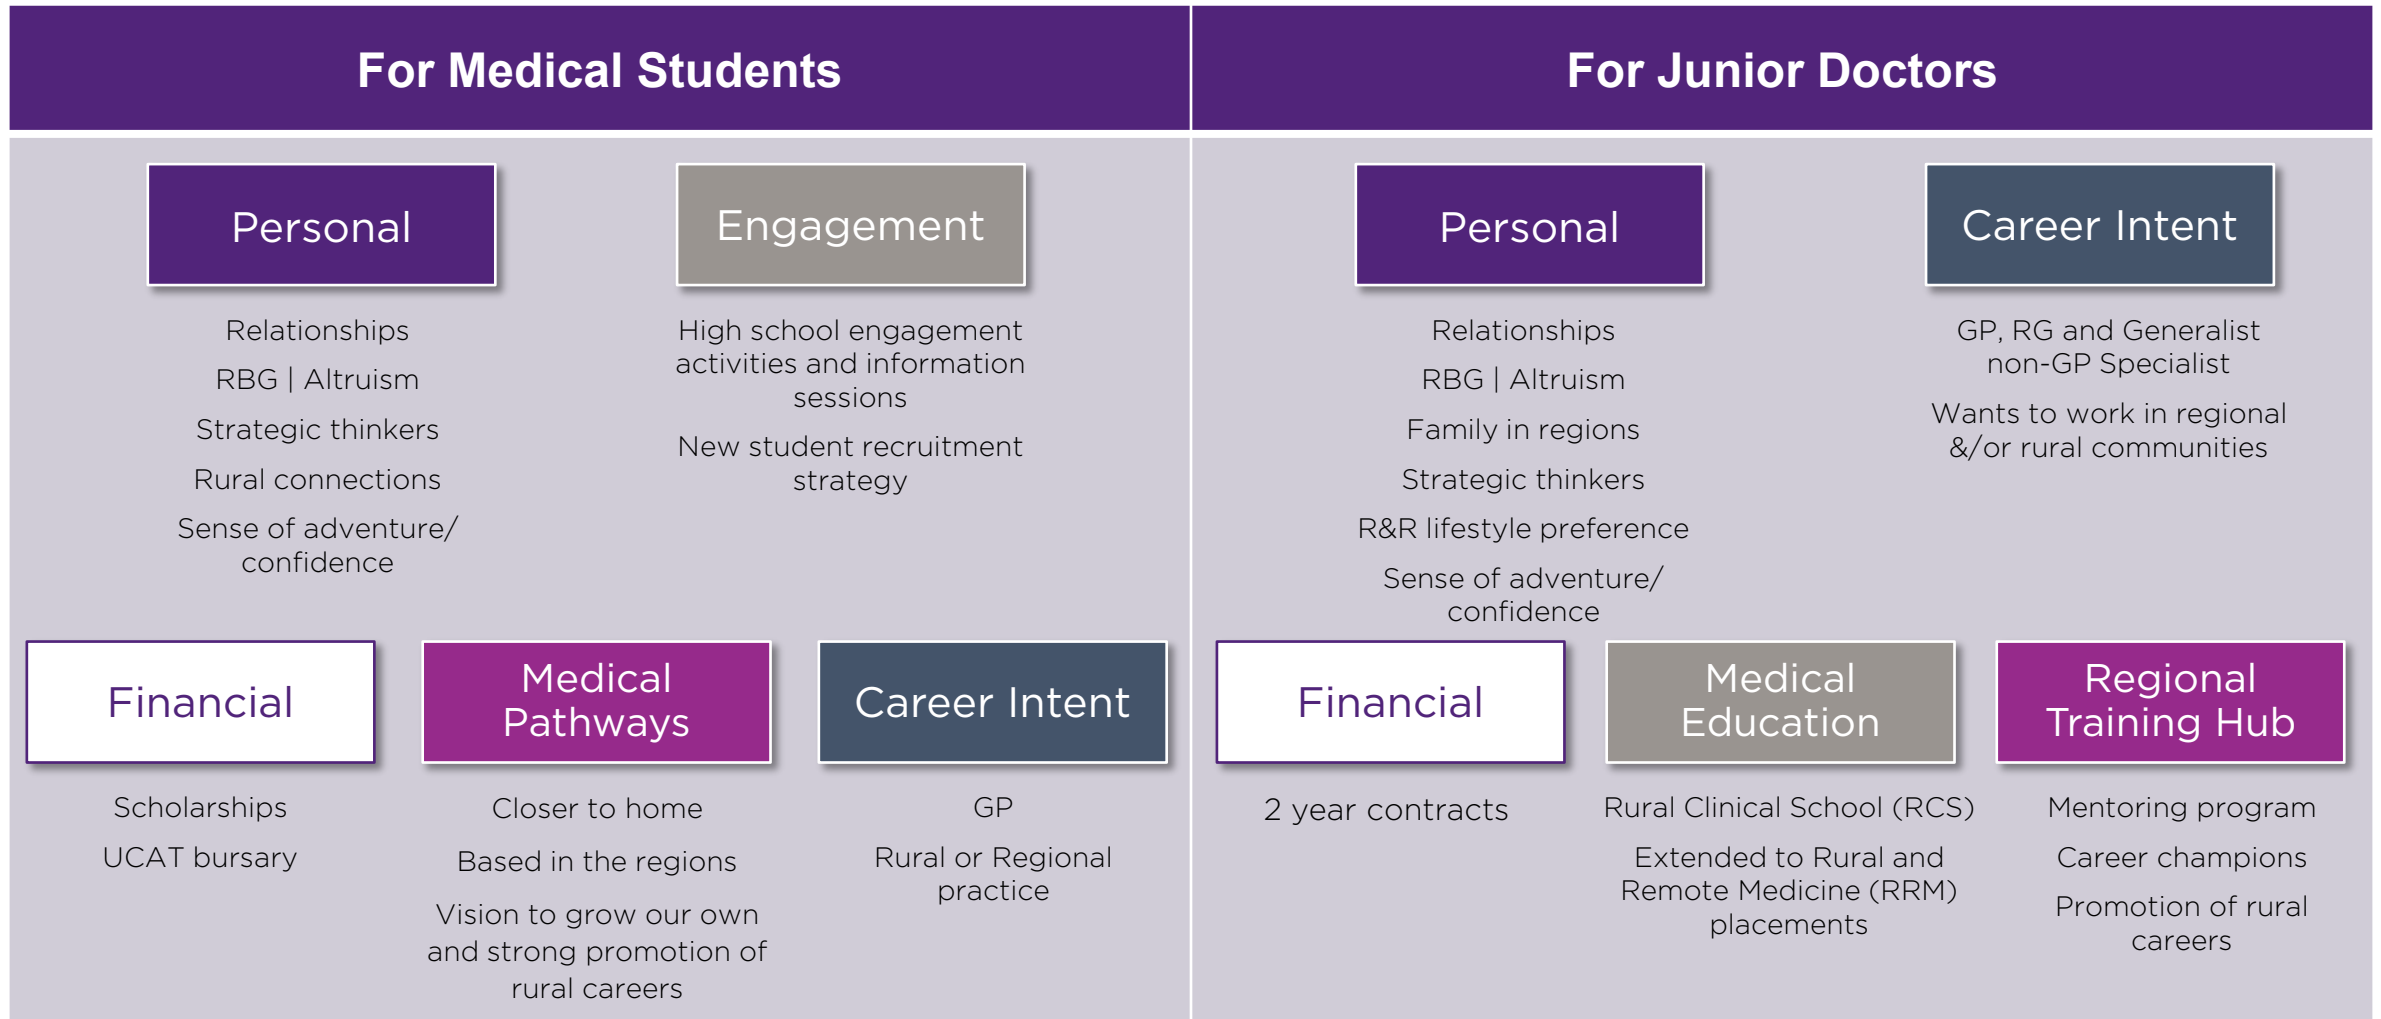 For Medical Students
Personal
Relationships
RBG | Altruism
Strategic thinkers
Rural connections
Sense of adventure/
confidence
Engagement
High school engagement
activities and information
sessions
New student recruitment
strategy
Financial
Scholarships
UCAT bursary
Medical
Pathways
Closer to home
Based in the regions
Vision to grow our own
and strong promotion of
rural careers
Career Intent
GP
Rural or Regional
practice
For Junior Doctors
Personal
Relationships
RBG | Altruism
Family in regions
Strategic thinkers
R&R lifestyle preference
Sense of adventure/
confidence
Career Intent
GP, RG and Generalist
non-GP Specialist
Wants to work in regional
&/or rural communities
Financial
2 year contracts
Medical
Education
Rural Clinical School (RCS)
Extended to Rural and
Remote Medicine (RRM)
placements
Regional
Training Hub
Mentoring program
Career champions
Promotion of rural
careers